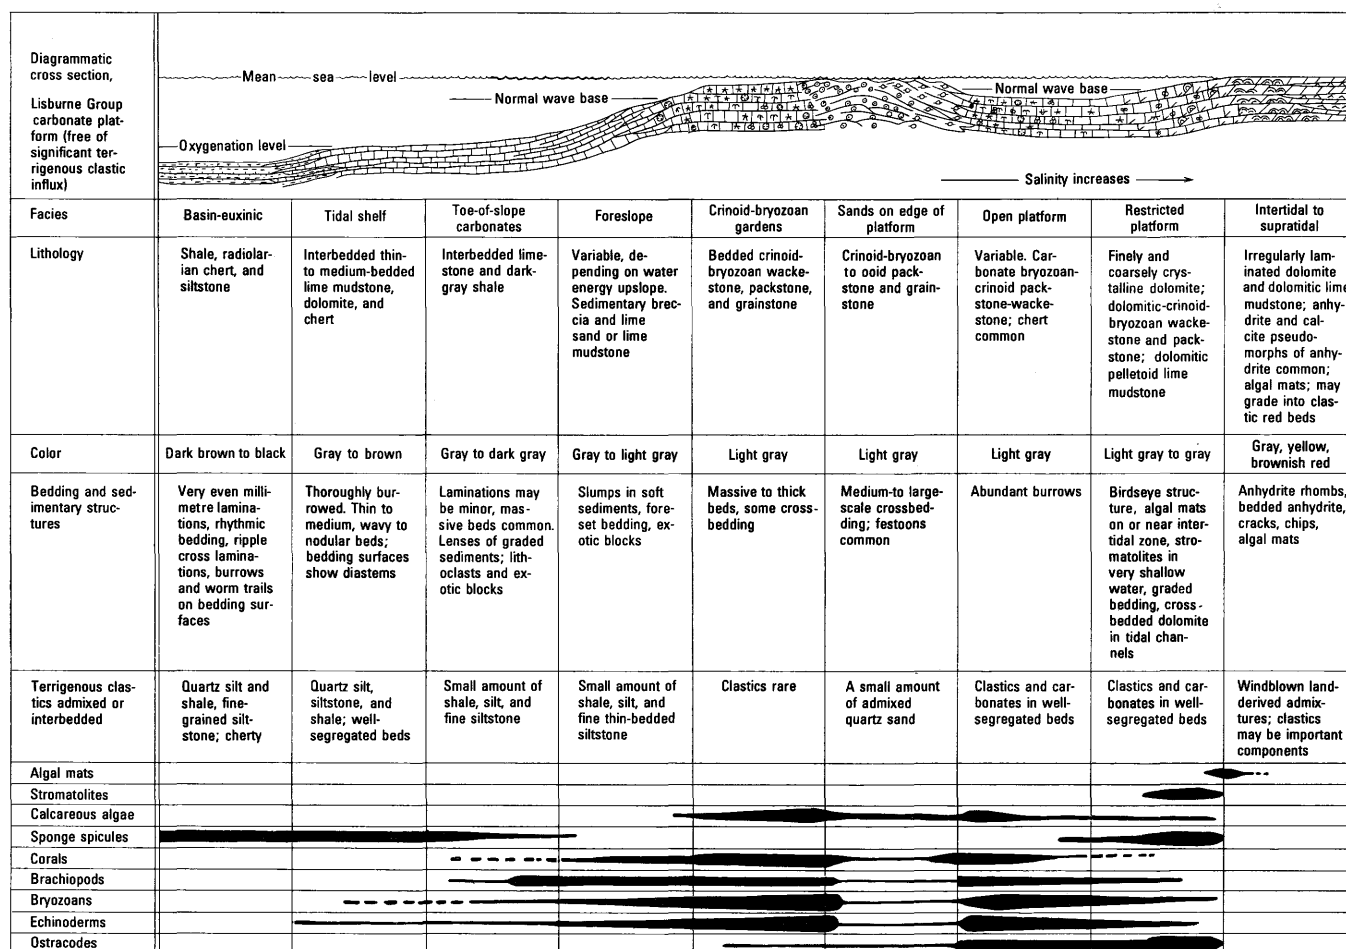 Diagrammatic
cross section,
Lisburne Group
carbonate plat-
form (free of
significant ter-
rigenous clastic
influx)
Mean sea level
Normal wave base
Oxygenation level
Normal wave base
Salinity increases
Facies
Basin-euxinic
Tidal shelf
Toe-of-slope
carbonates
Foreslope
Crinoid-bryozoan
gardens
Sands on edge of
platform
Open platform
Restricted
platform
Intertidal to
supratidal
Lithology
Shale, radiolar-
ian chert, and
siltstone
Interbedded thin-
to medium-bedded
lime mudstone,
dolomite, and
chert
Interbedded lime-
stone and dark-
gray shale
Variable, de-
pending on water
energy upslope.
Sedimentary brec-
cia and lime
sand or lime
mudstone
Bedded crinoid-
bryozoan wacke-
stone, packstone,
and grainstone
Crinoid-bryozoan
to ooid pack-
stone and grain-
stone
Variable. Car-
bonate bryozoan-
crinoid pack-
stone-wacke-
stone; chert
common
Finely and
coarsely crys-
talline dolomite;
dolomitic-crinoid-
bryozoan wacke-
stone and pack-
stone; dolomitic
pelletoid lime
mudstone
Irregularly lam-
inated dolomite
and dolomitic lime
mudstone; anhy-
drite and cal-
cite pseudo-
morphs of anhy-
drite common;
algal mats; may
grade into clas-
tic red beds
Color
Dark brown to black
Gray to brown
Gray to dark gray
Gray to light gray
Light gray
Light gray
Light gray
Light gray to gray
Gray, yellow,
brownish red
Bedding and sed-
imentary struc-
tures
Very even milli-
metre lamina-
tions, rhythmic
bedding, ripple
cross lamina-
tions, burrows
and worm trails
on bedding sur-
faces
Thoroughly bur-
rowed. Thin to
medium, wavy to
nodular beds;
bedding surfaces
show diastems
Laminations may
be minor, mas-
sive beds common.
Lenses of graded
sediments; lith-
oclasts and ex-
otic blocks
Slumps in soft
sediments, fore-
set bedding, ex-
otic blocks
Massive to thick
beds, some cross-
bedding
Medium-to large-
scale crossbed-
ding; festoons
common
Abundant burrows
Birdseye struc-
ture, algal mats
on or near inter-
tidal zone, stro-
matolites in
very shallow
water, graded
bedding, cross-
bedded dolomite
in tidal chan-
nels
Anhydrite rhombs,
bedded anhydrite,
cracks, chips,
algal mats
Terrigenous clas-
tics admixed or
interbedded
Quartz silt and
shale, fine-
grained silt-
stone; cherty
Quartz silt,
siltstone, and
shale; well-
segregated beds
Small amount of
shale, silt, and
fine siltstone
Small amount of
shale, silt, and
fine thin-bedded
siltstone
Clastics rare
A small amount
of admixed
quartz sand
Clastics and car-
bonates in well-
segregated beds
Clastics and car-
bonates in well-
segregated beds
Windblown land-
derived admix-
tures; clastics
may be important
components
Algal mats
Stromatolites
Calcareous algae
Sponge spicules
Corals
Brachiopods
Bryozoans
Echinoderms
Ostracodes